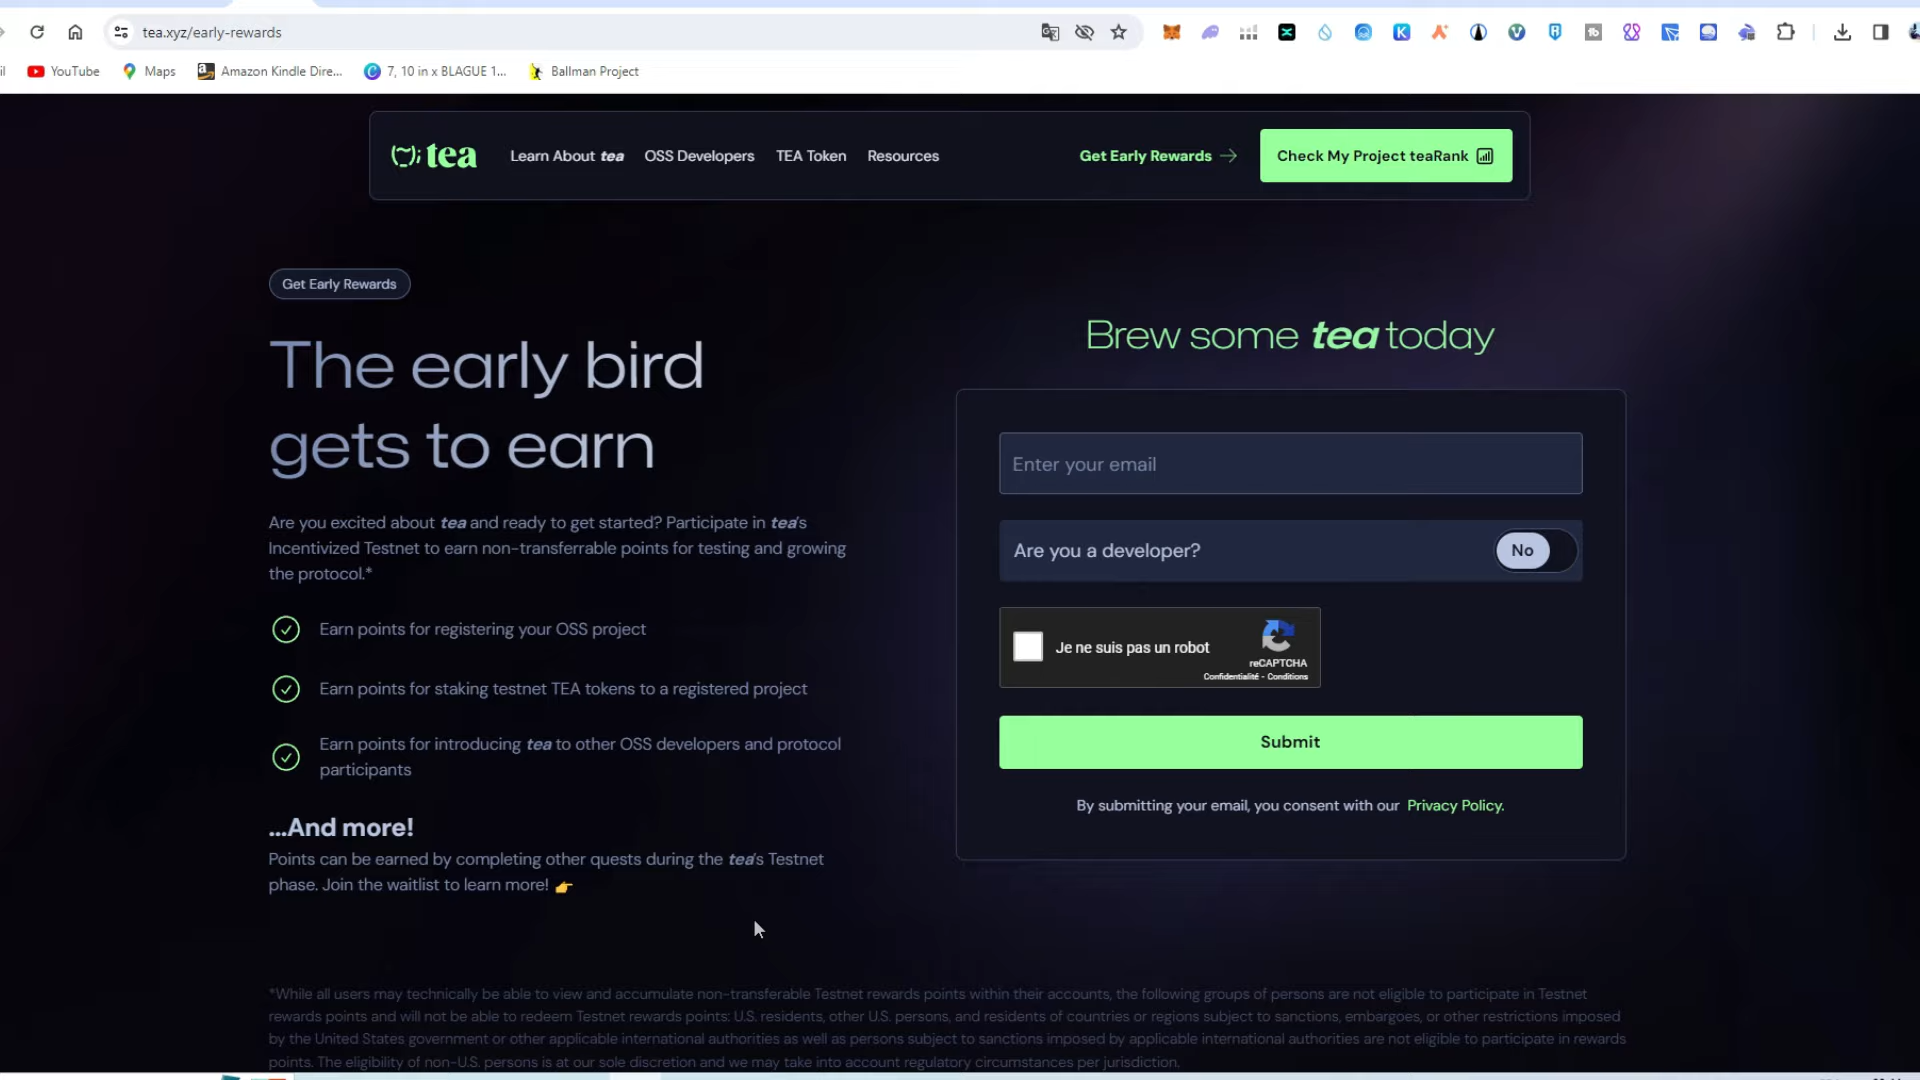 tea.xyz/early-rewards
YouTube
Maps
Amazon Kindle Dire...
7, 10 in x BLAGUE 1...
Ballman Project
tea
Learn About tea
OSS Developers
TEA Token
Resources
Get Early Rewards
Check My Project teaRank
Get Early Rewards
The early bird
gets to earn
Are you excited about tea and ready to get started? Participate in tea's
Incentivized Testnet to earn non-transferrable points for testing and growing
the protocol.*
Earn points for registering your OSS project
Earn points for staking testnet TEA tokens to a registered project
Earn points for introducing tea to other OSS developers and protocol
participants
...And more!
Points can be earned by completing other quests during the tea's Testnet
phase. Join the waitlist to learn more! 👉
Brew some tea today
Enter your email
Are you a developer?
No
Je ne suis pas un robot
reCAPTCHA
Confidentialité - Conditions
Submit
By submitting your email, you consent with our Privacy Policy.
*While all users may technically be able to view and accumulate non-transferable Testnet rewards points within their accounts, the following groups of persons are not eligible to participate in Testnet
rewards points and will not be able to redeem Testnet rewards points: U.S. residents, other U.S. persons, and residents of countries or regions subject to sanctions, embargoes, or other restrictions imposed
by the United States government or other applicable international authorities as well as persons subject to sanctions imposed by applicable international authorities are not eligible to participate in rewards
points. The eligibility of non-U.S. persons is at our sole discretion and we may take into account regulatory circumstances per jurisdiction.